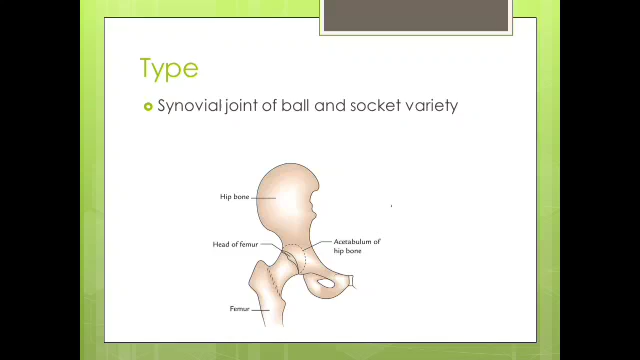 Type
Synovial joint of ball and socket variety
Hip bone
Head of femur
Acetabulum of
hip bone
Femur